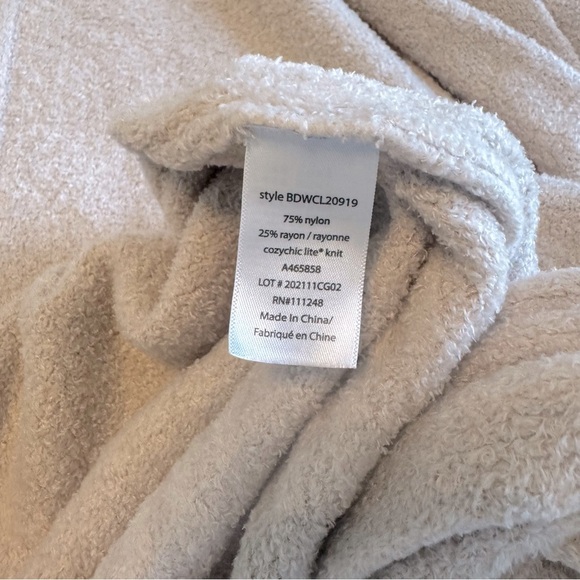 style BDWCL20919
75% nylon
25% rayon / rayonne
cozychic lite® knit
A465858
LOT # 202111CG02
RN#111248
Made In China/
Fabriqué en Chine